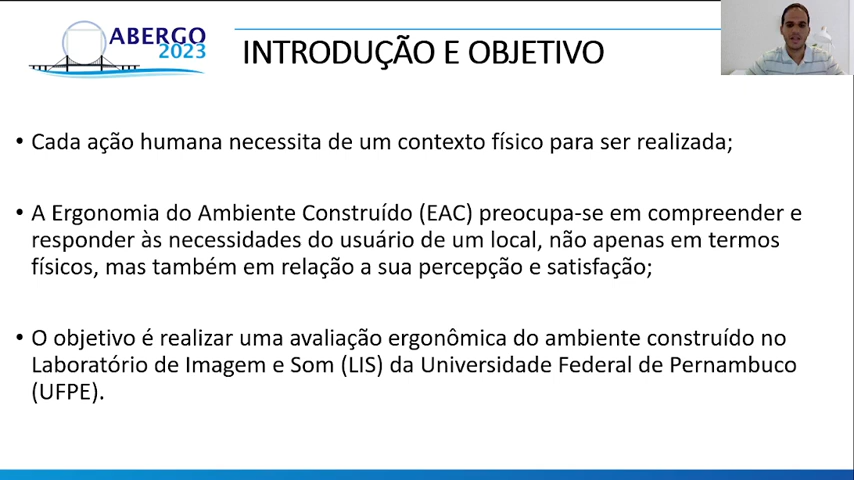 ABERGO
2023
INTRODUÇÃO E OBJETIVO
• Cada ação humana necessita de um contexto físico para ser realizada;
• A Ergonomia do Ambiente Construído (EAC) preocupa-se em compreender e
responder às necessidades do usuário de um local, não apenas em termos
físicos, mas também em relação a sua percepção e satisfação;
• O objetivo é realizar uma avaliação ergonômica do ambiente construído no
Laboratório de Imagem e Som (LIS) da Universidade Federal de Pernambuco
(UFPE).